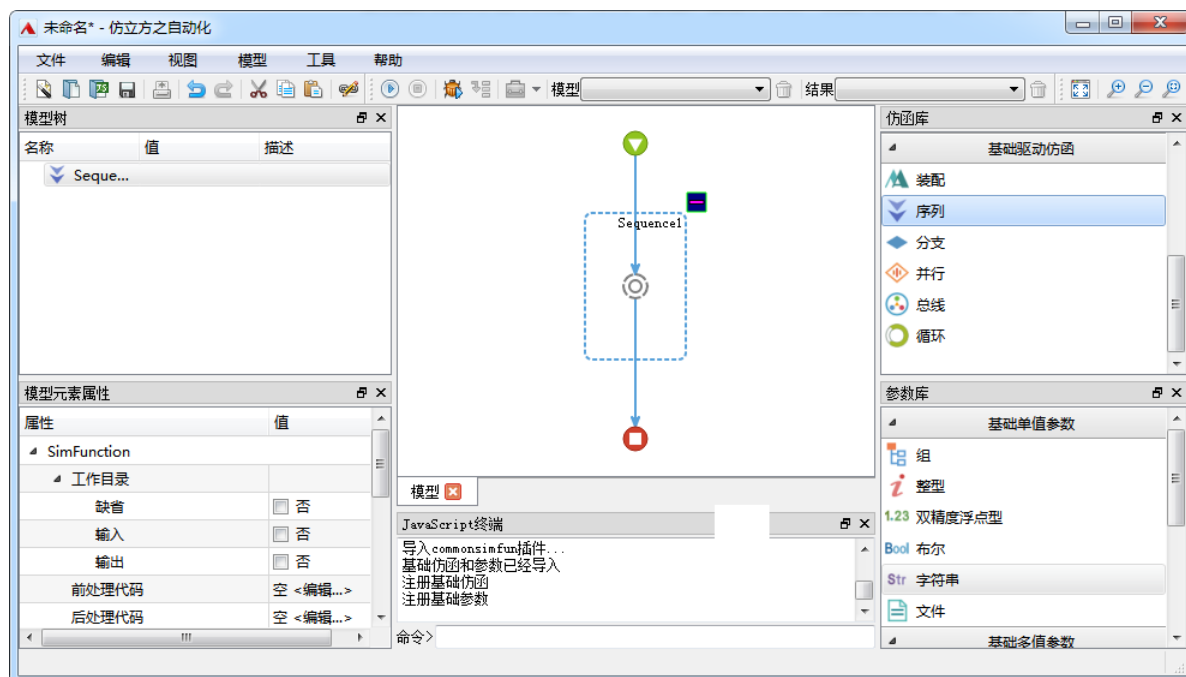 未命名* - 仿立方之自动化
文件 编辑 视图 模型 工具 帮助
模型 结果
模型树
名称 值 描述
Seque...
Sequence1
模型
仿函库
基础驱动仿函
装配
序列
分支
并行
总线
循环
模型元素属性
属性 值
SimFunction
工作目录
缺省 否
输入 否
输出 否
前处理代码 空 <编辑...>
后处理代码 空 <编辑...>
JavaScript终端
导入commonsimfun插件...
基础仿函和参数已经导入
注册基础仿函
注册基础参数
命令>
参数库
基础单值参数
组
整型
1.23 双精度浮点型
Bool 布尔
Str 字符串
文件
基础多值参数